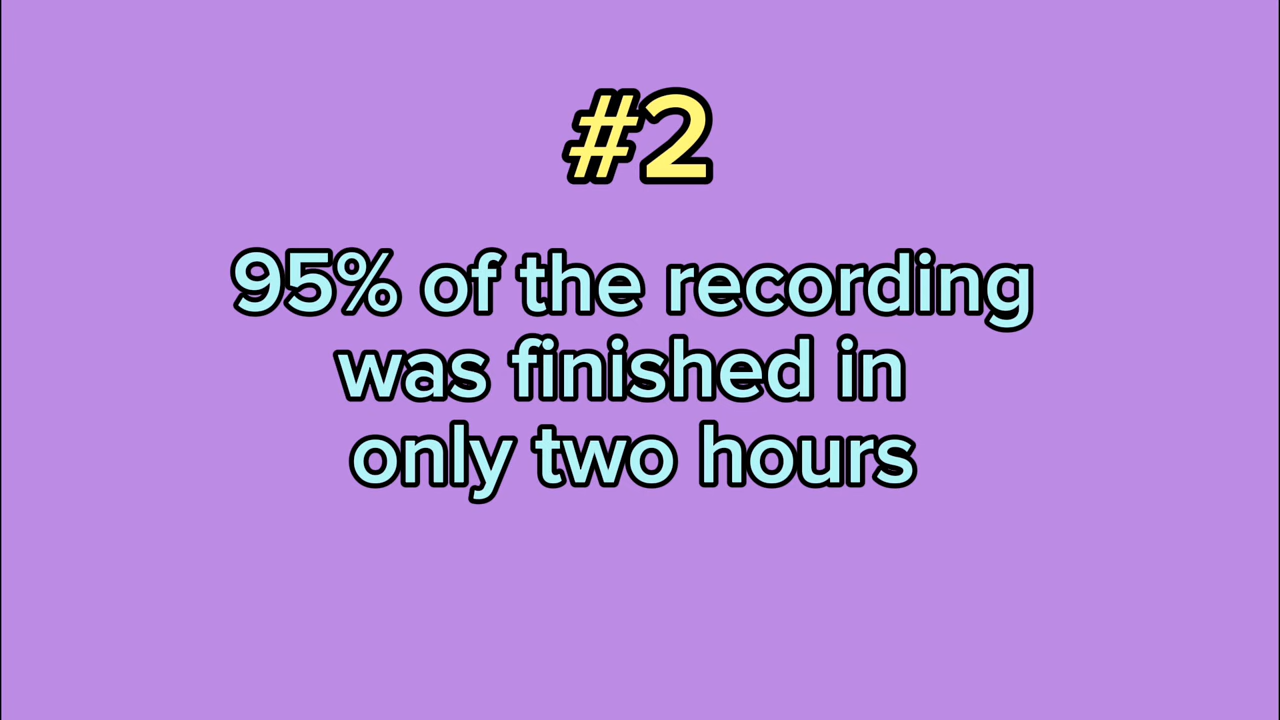 #2
95% of the recording
was finished in
only two hours